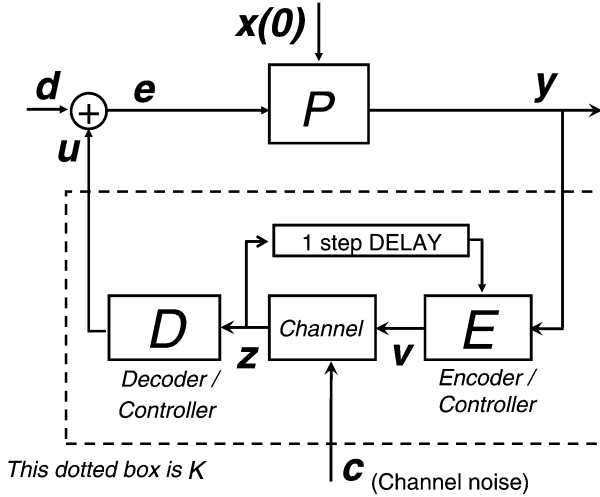 x(0)
d
e
P
y
+
u
1 step DELAY
D
z
Channel
v
E
Decoder /
Controller
Encoder /
Controller
This dotted box is K
c (Channel noise)